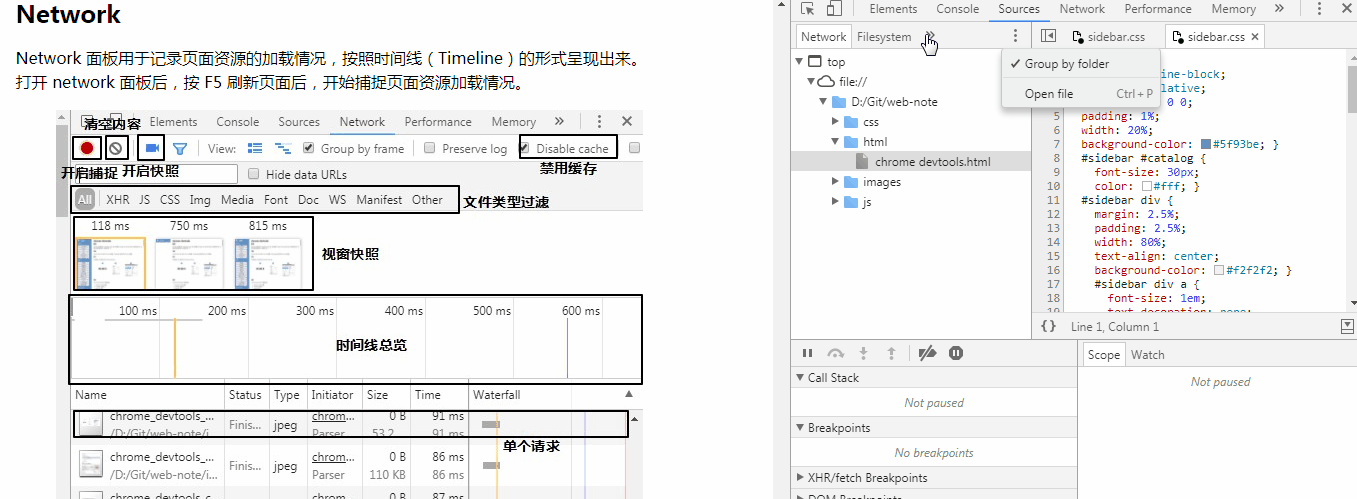 Network
Network 面板用于记录页面资源的加载情况，按照时间线（Timeline）的形式呈现出来。
打开 network 面板后，按 F5 刷新页面后，开始捕捉页面资源加载情况。
清空内容
Elements Console Sources Network Performance Memory
View: Group by frame Preserve log Disable cache
开启捕捉 开启快照 禁用缓存
Hide data URLs
All XHR JS CSS Img Media Font Doc WS Manifest Other
文件类型过滤
118 ms 750 ms 815 ms
视窗快照
100 ms 200 ms 300 ms 400 ms 500 ms 600 ms
时间线总览
Name Status Type Initiator Size Time Waterfall
chrome_devtools_... Finis... jpeg chrom... 0 B 91 ms
/D:/Git/web-note/i... Parser 53.2 91 ms
单个请求
chrome_devtools_... Finis... jpeg chrom... 0 B 86 ms
/D:/Git/web-note/i... Parser 110 KB 86 ms
Elements Console Sources Network Performance Memory
Network Filesystem
top
file://
D:/Git/web-note
css
html
chrome devtools.html
images
js
✓ Group by folder
Open file Ctrl + P
sidebar.css sidebar.css ×
ine-block;
lative;
0 0;
5 padding: 1%;
6 width: 20%;
7 background-color: #5f93be; }
8 #sidebar #catalog {
9 font-size: 30px;
10 color: #fff; }
11 #sidebar div {
12 margin: 2.5%;
13 padding: 2.5%;
14 width: 80%;
15 text-align: center;
16 background-color: #f2f2f2; }
17 #sidebar div a {
18 font-size: 1em;
{} Line 1, Column 1
Call Stack
Not paused
Breakpoints
No breakpoints
XHR/fetch Breakpoints
DOM Breakpoints
Scope Watch
Not paused